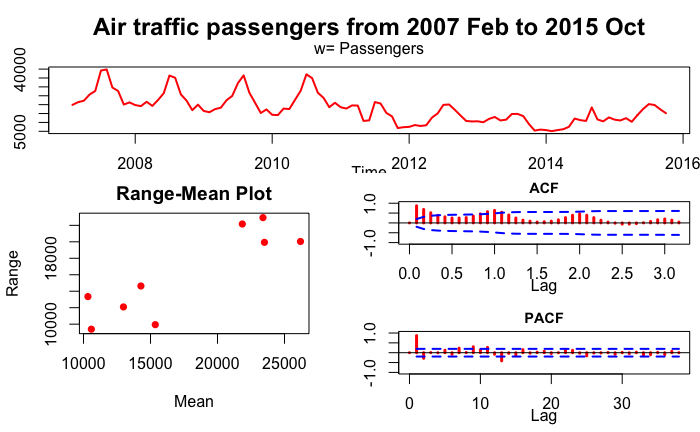 Air traffic passengers from 2007 Feb to 2015 Oct
w= Passengers
40000
5000
2008 2010 2012 2014 2016
Time
Range-Mean Plot
Range
18000
10000
10000 15000 20000 25000
Mean
ACF
1.0
-1.0
0.0 0.5 1.0 1.5 2.0 2.5 3.0
Lag
PACF
1.0
-1.0
0 10 20 30
Lag